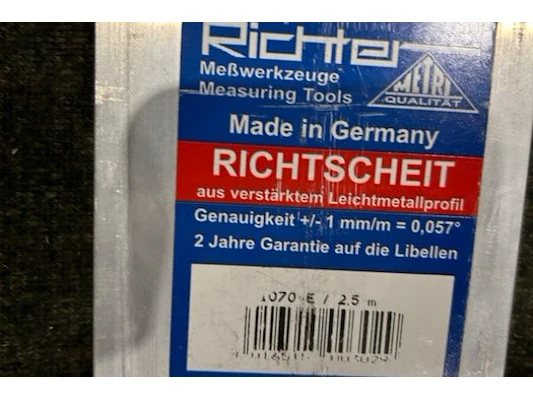 Richter
Meßwerkzeuge
Measuring Tools
METRI
QUALITÄT
Made in Germany
RICHTSCHEIT
aus verstärktem Leichtmetallprofil
Genauigkeit +/- 1 mm/m = 0,057°
2 Jahre Garantie auf die Libellen
1070-E / 2.5 m